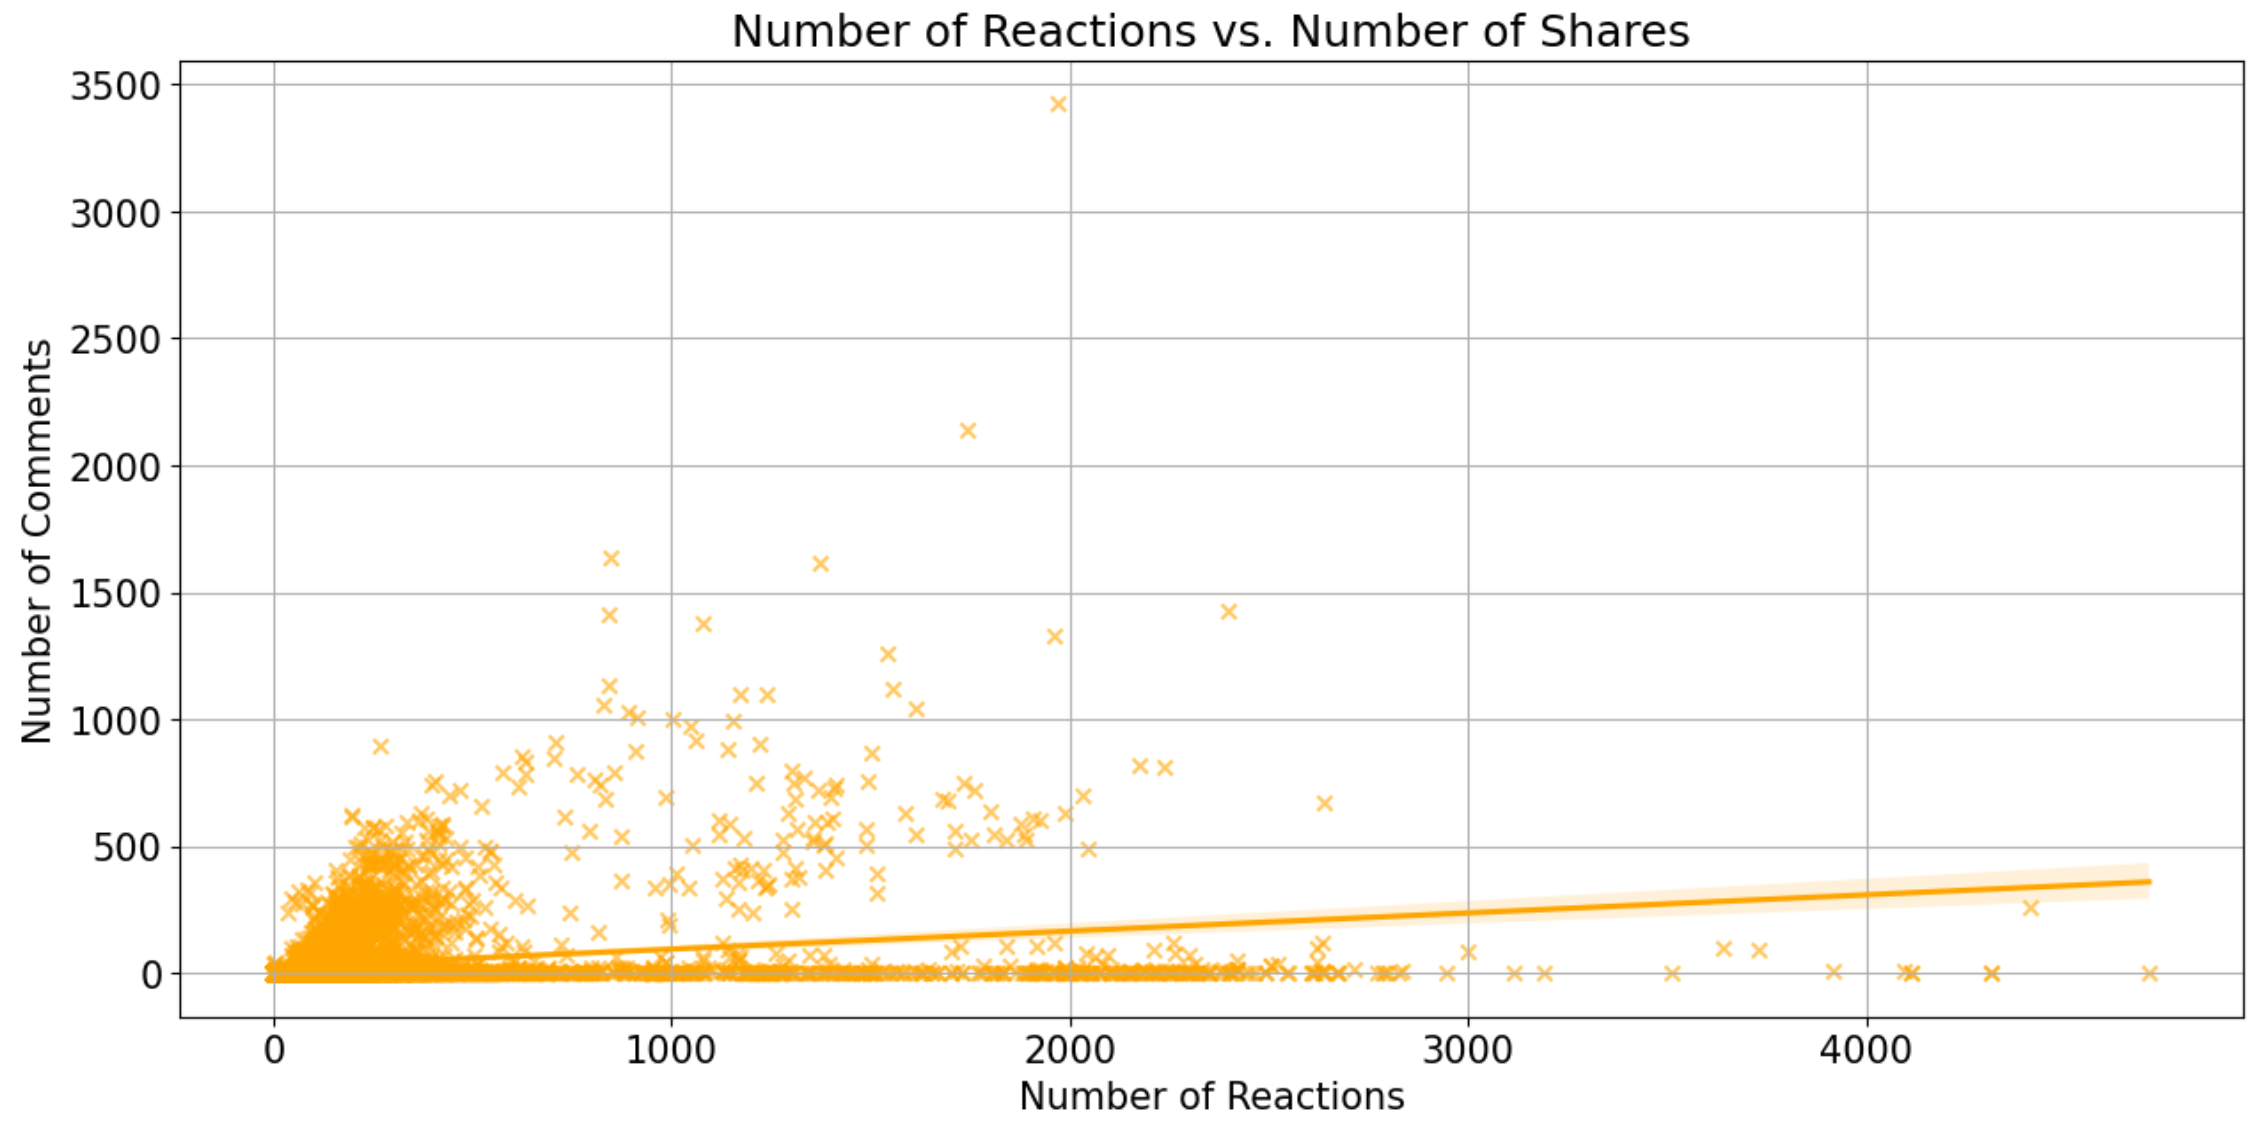 Number of Reactions vs. Number of Shares
3500
3000
2500
2000
1500
1000
500
0
Number of Comments
0 1000 2000 3000 4000
Number of Reactions